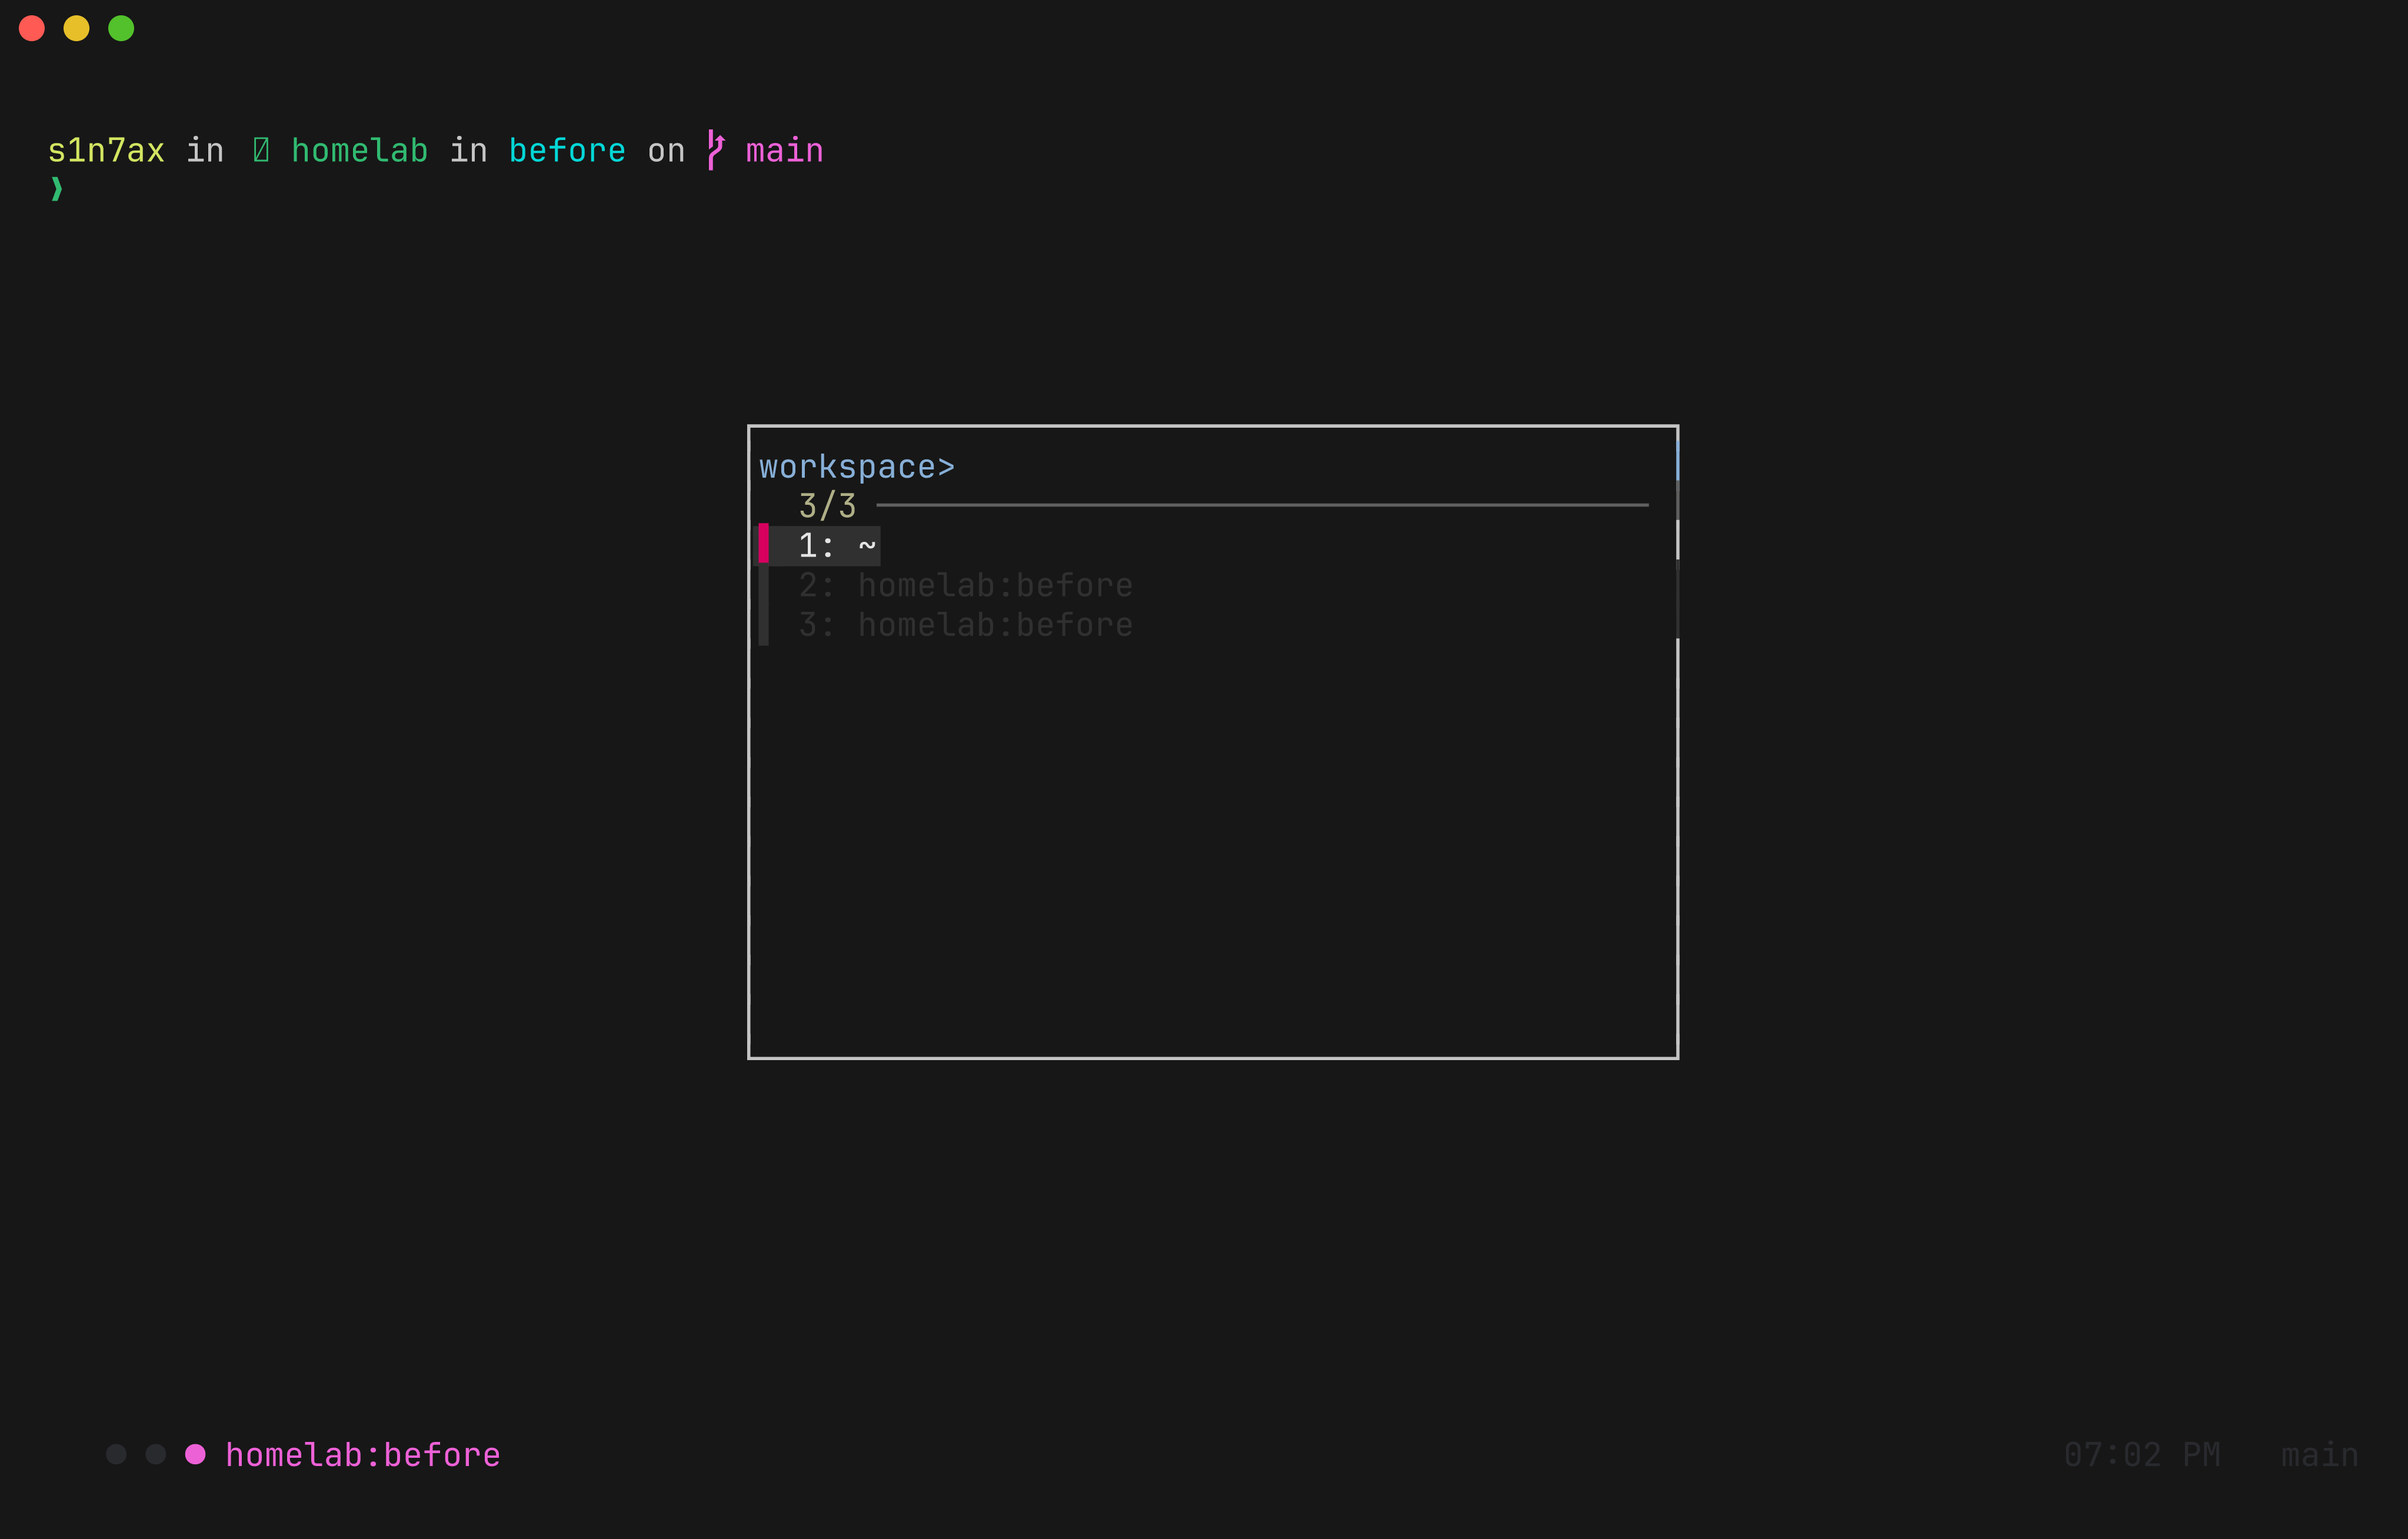 s1n7ax in homelab in before on main
❯
workspace>
3/3
1: ~
2: homelab:before
3: homelab:before
homelab:before
07:02 PM main